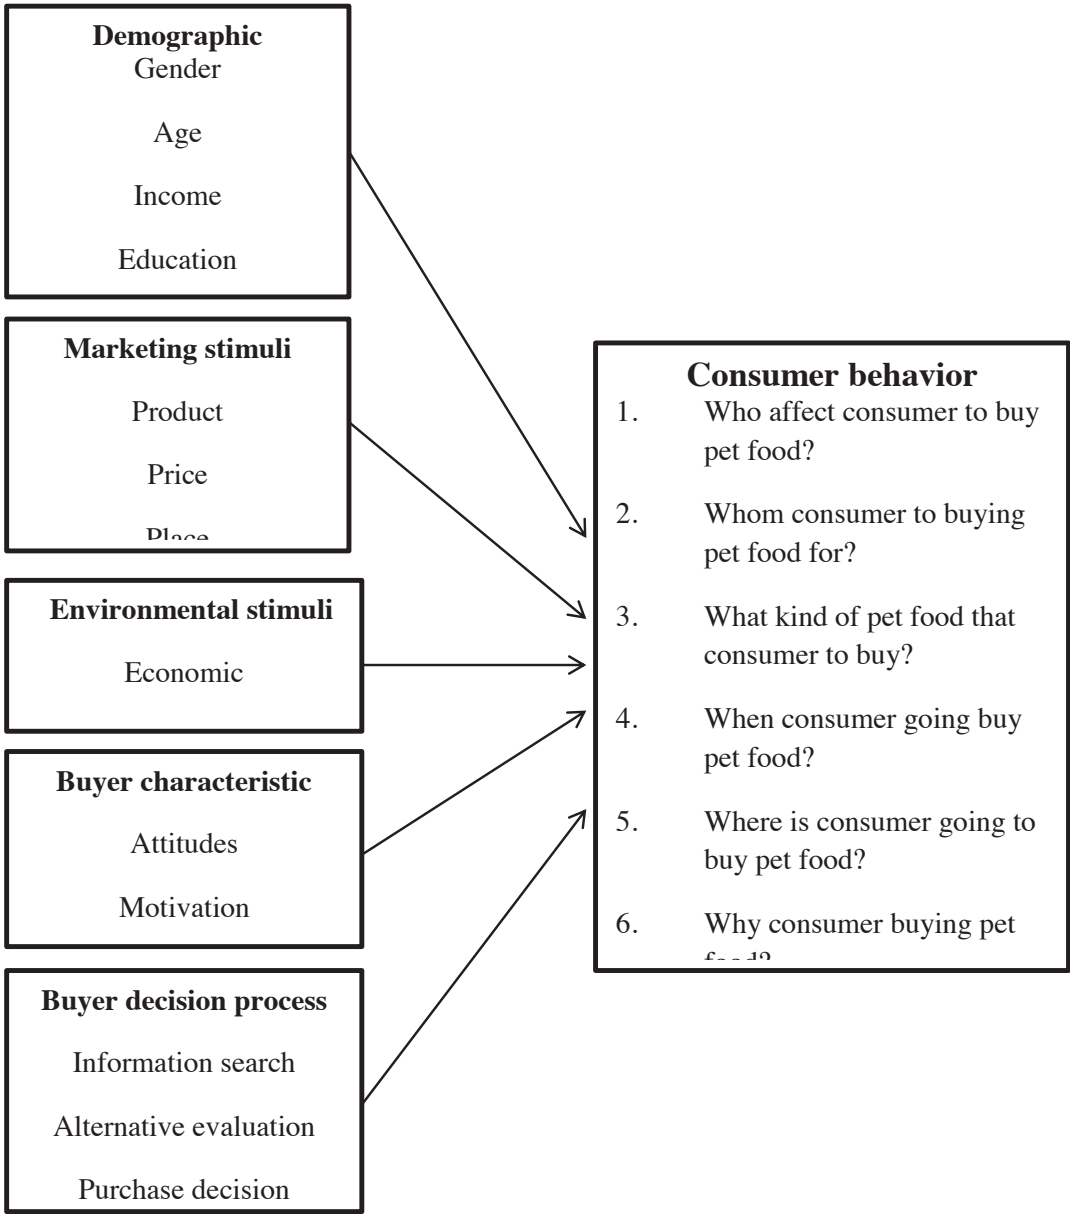 Demographic
Gender
Age
Income
Education
Marketing stimuli
Product
Price
Place
Environmental stimuli
Economic
Buyer characteristic
Attitudes
Motivation
Buyer decision process
Information search
Alternative evaluation
Purchase decision
Consumer behavior
1. Who affect consumer to buy
pet food?
2. Whom consumer to buying
pet food for?
3. What kind of pet food that
consumer to buy?
4. When consumer going buy
pet food?
5. Where is consumer going to
buy pet food?
6. Why consumer buying pet
food?